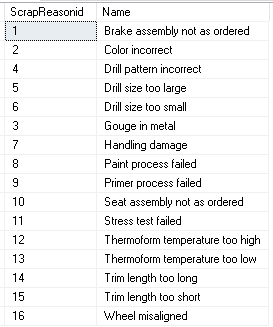 ScrapReasonid Name
1 Brake assembly not as ordered
2 Color incorrect
4 Drill pattern incorrect
5 Drill size too large
6 Drill size too small
3 Gouge in metal
7 Handling damage
8 Paint process failed
9 Primer process failed
10 Seat assembly not as ordered
11 Stress test failed
12 Thermoform temperature too high
13 Thermoform temperature too low
14 Trim length too long
15 Trim length too short
16 Wheel misaligned